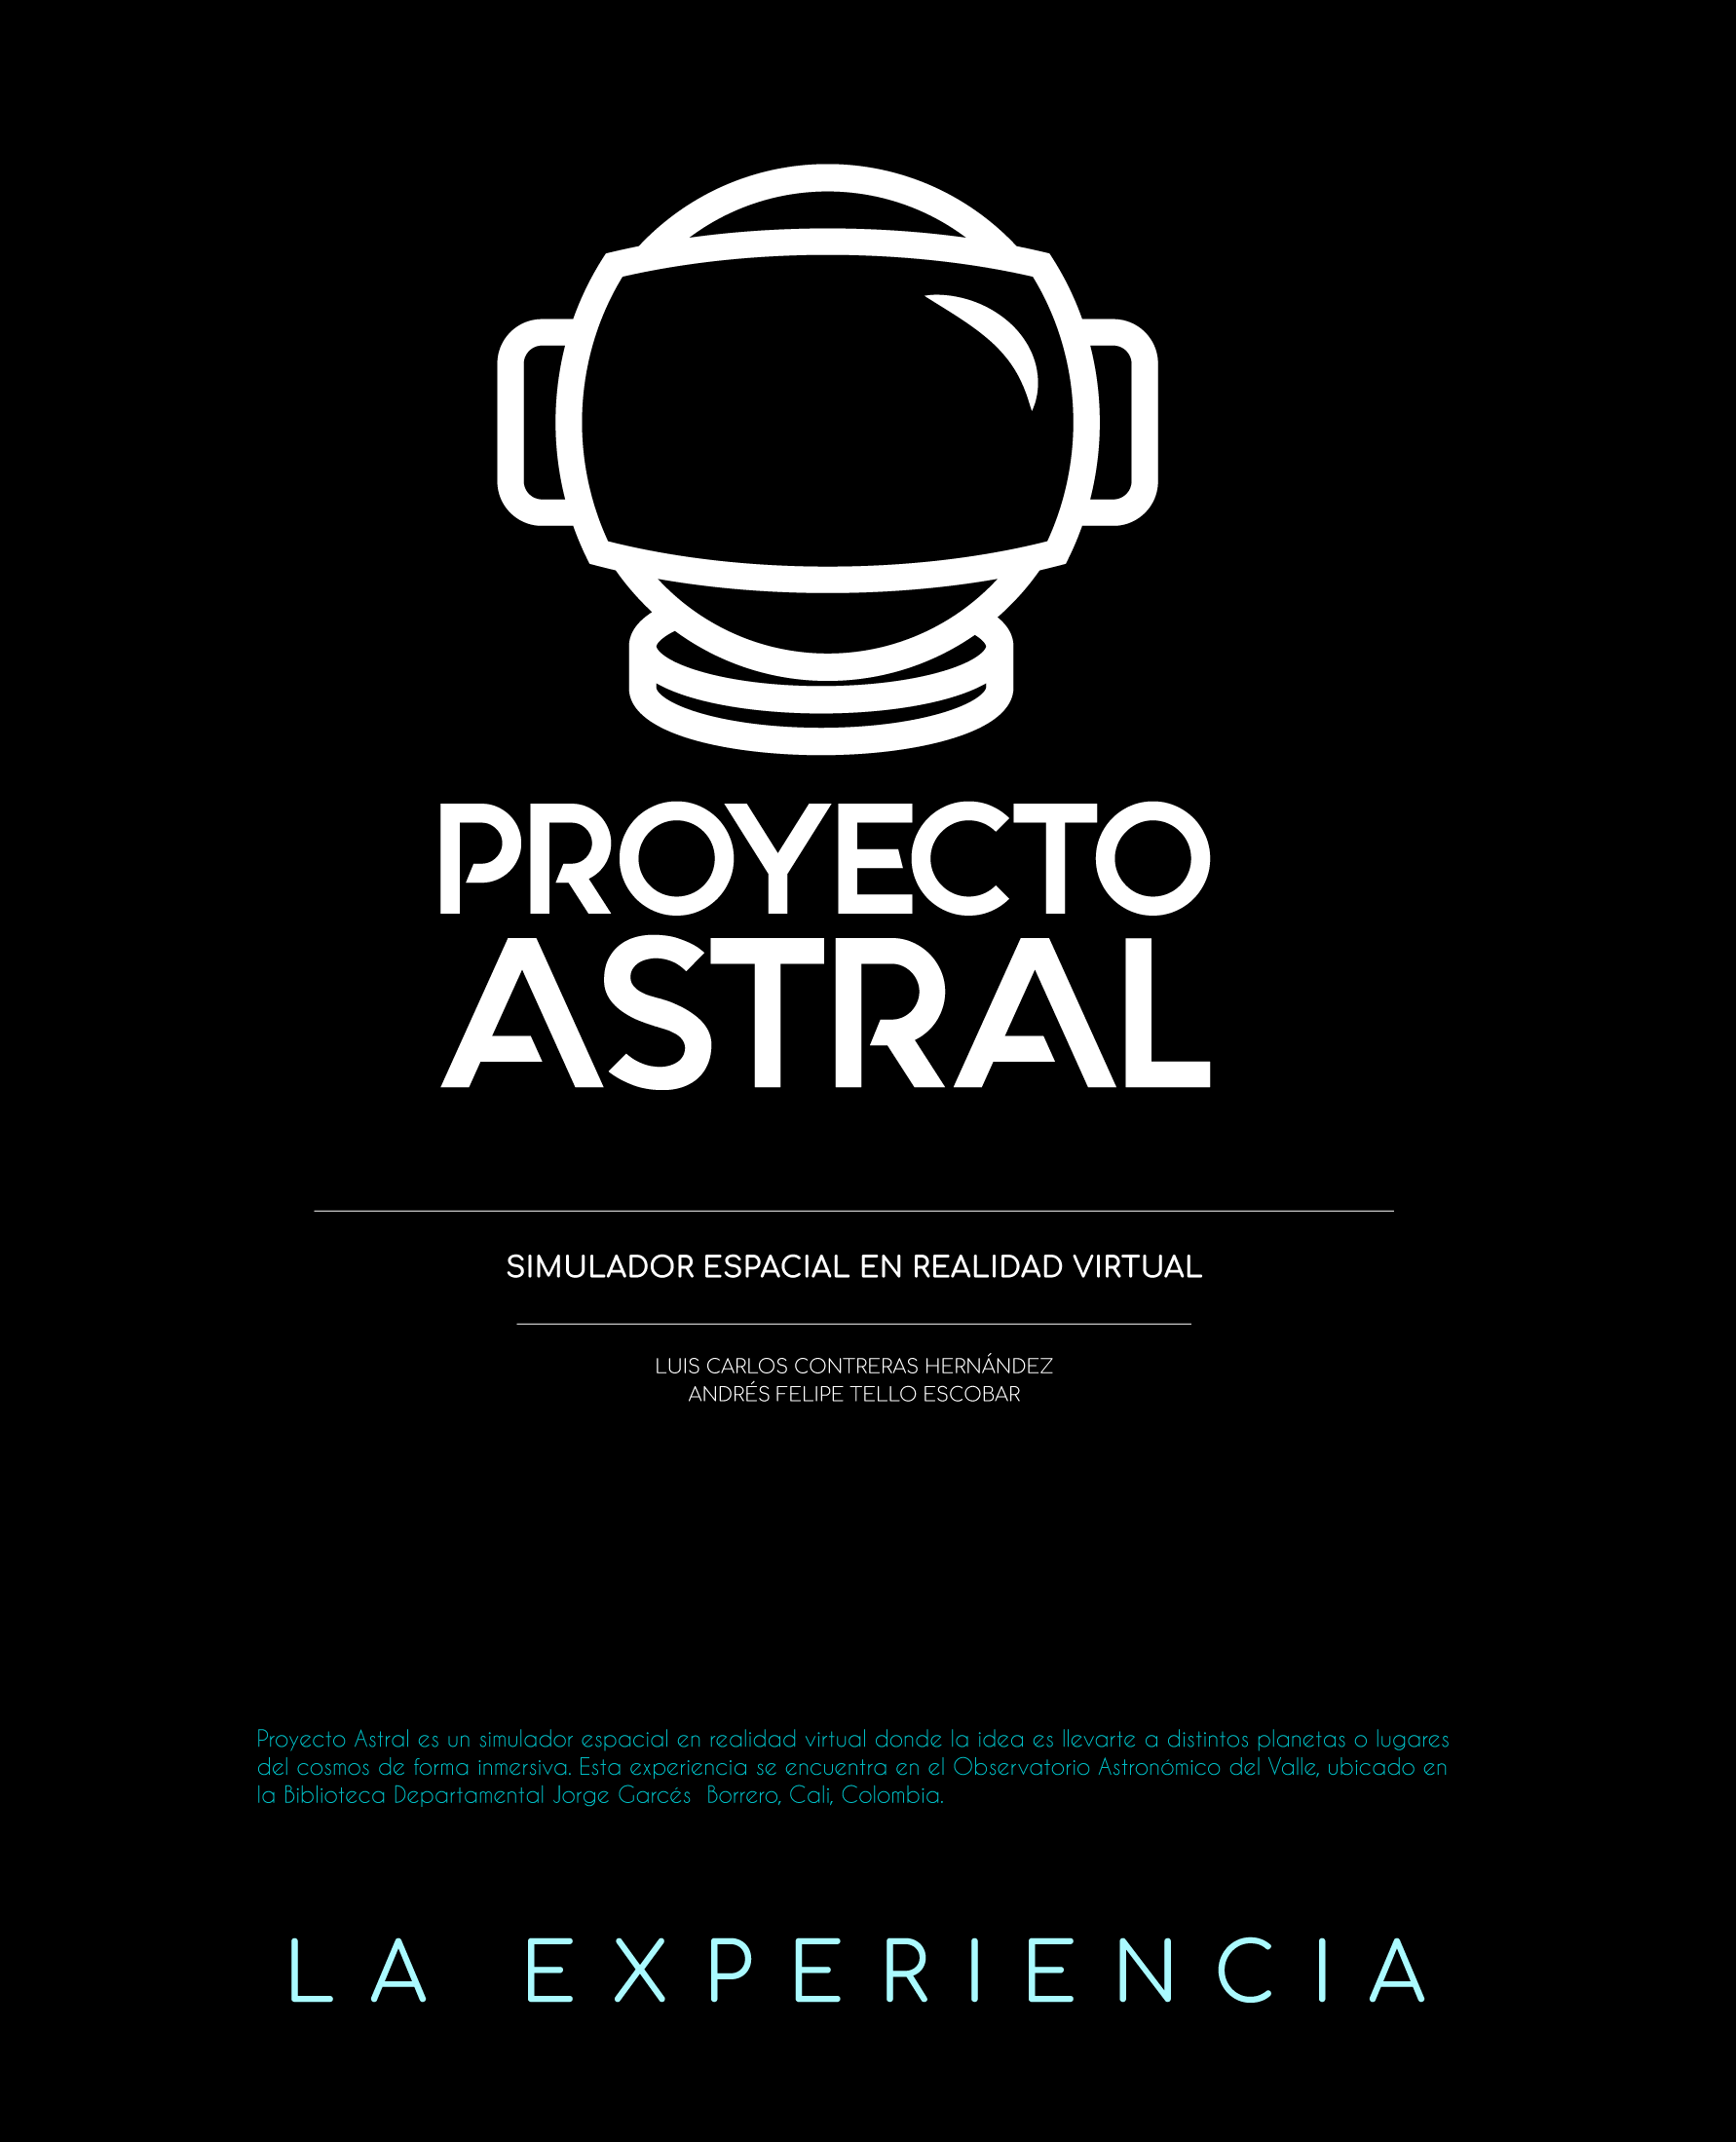 PROYECTO
ASTRAL
SIMULADOR ESPACIAL EN REALIDAD VIRTUAL
LUIS CARLOS CONTRERAS HERNÁNDEZ
ANDRÉS FELIPE TELLO ESCOBAR
Proyecto Astral es un simulador espacial en realidad virtual donde la idea es llevarte a distintos planetas o lugares
del cosmos de forma inmersiva. Esta experiencia se encuentra en el Observatorio Astronómico del Valle, ubicado en
la Biblioteca Departamental Jorge Garcés  Borrero, Cali, Colombia.
LA EXPERIENCIA